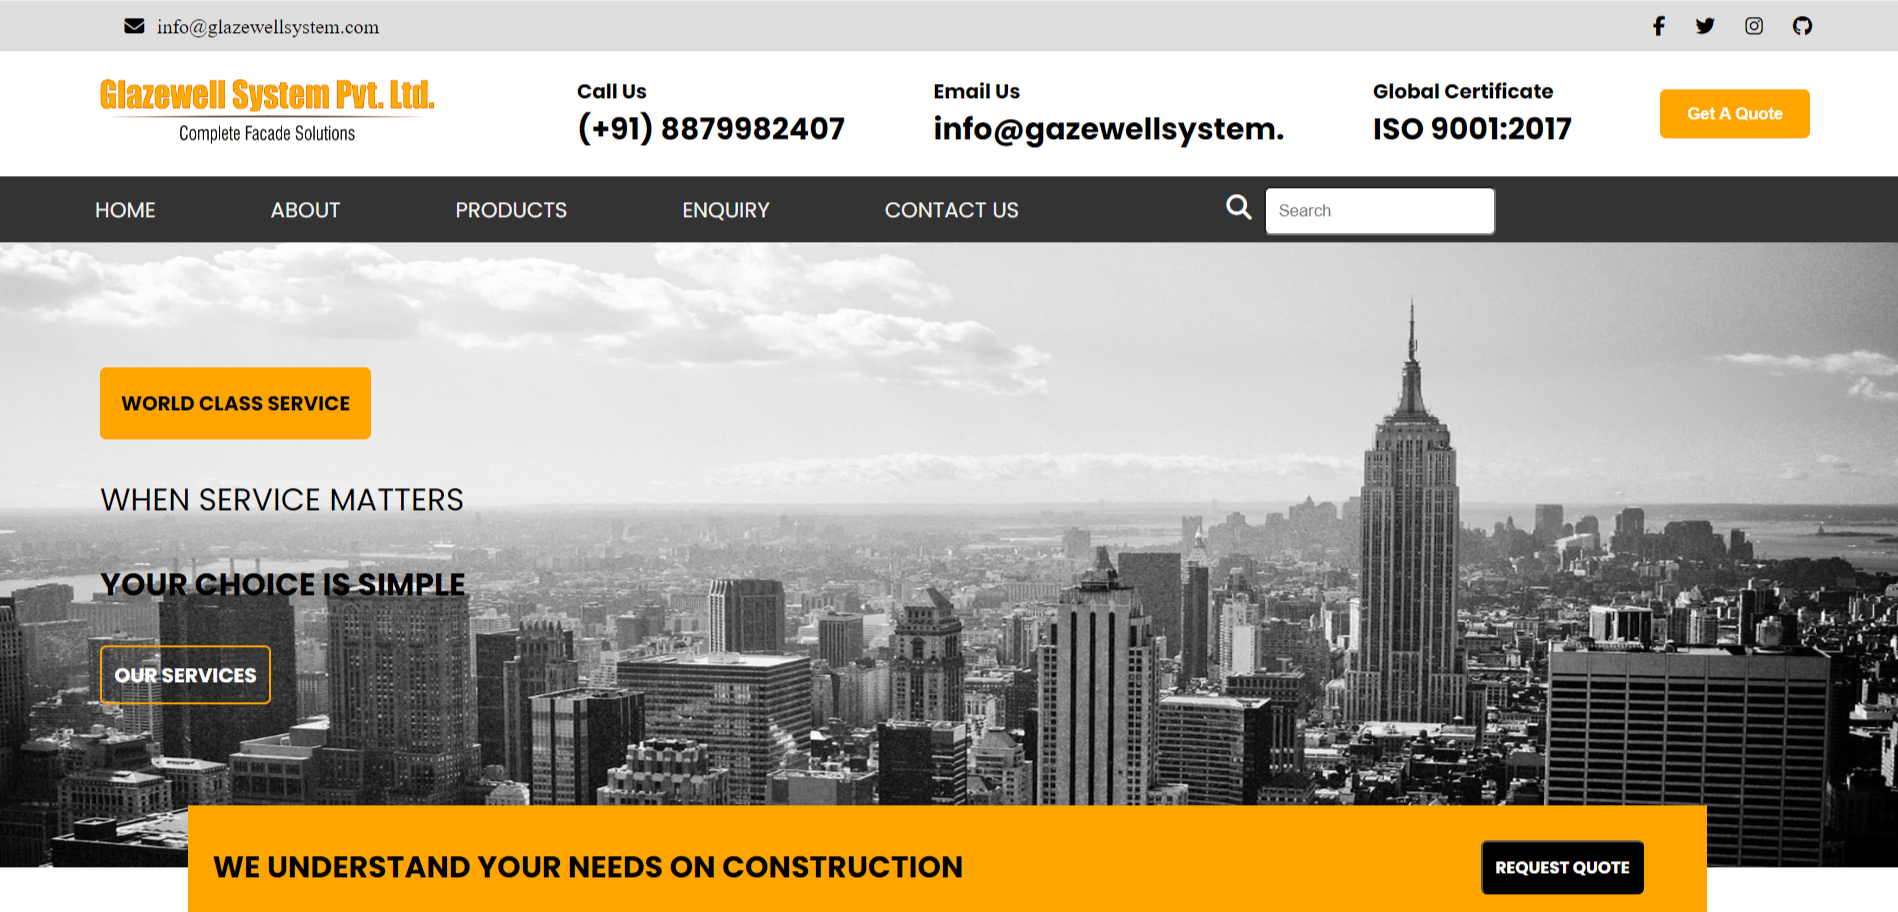 info@glazewellsystem.com
Glazewell System Pvt. Ltd.
Complete Facade Solutions
Call Us
(+91) 8879982407
Email Us
info@gazewellsystem.
Global Certificate
ISO 9001:2017
Get A Quote
HOME ABOUT PRODUCTS ENQUIRY CONTACT US Search
WORLD CLASS SERVICE
WHEN SERVICE MATTERS
YOUR CHOICE IS SIMPLE
OUR SERVICES
WE UNDERSTAND YOUR NEEDS ON CONSTRUCTION
REQUEST QUOTE